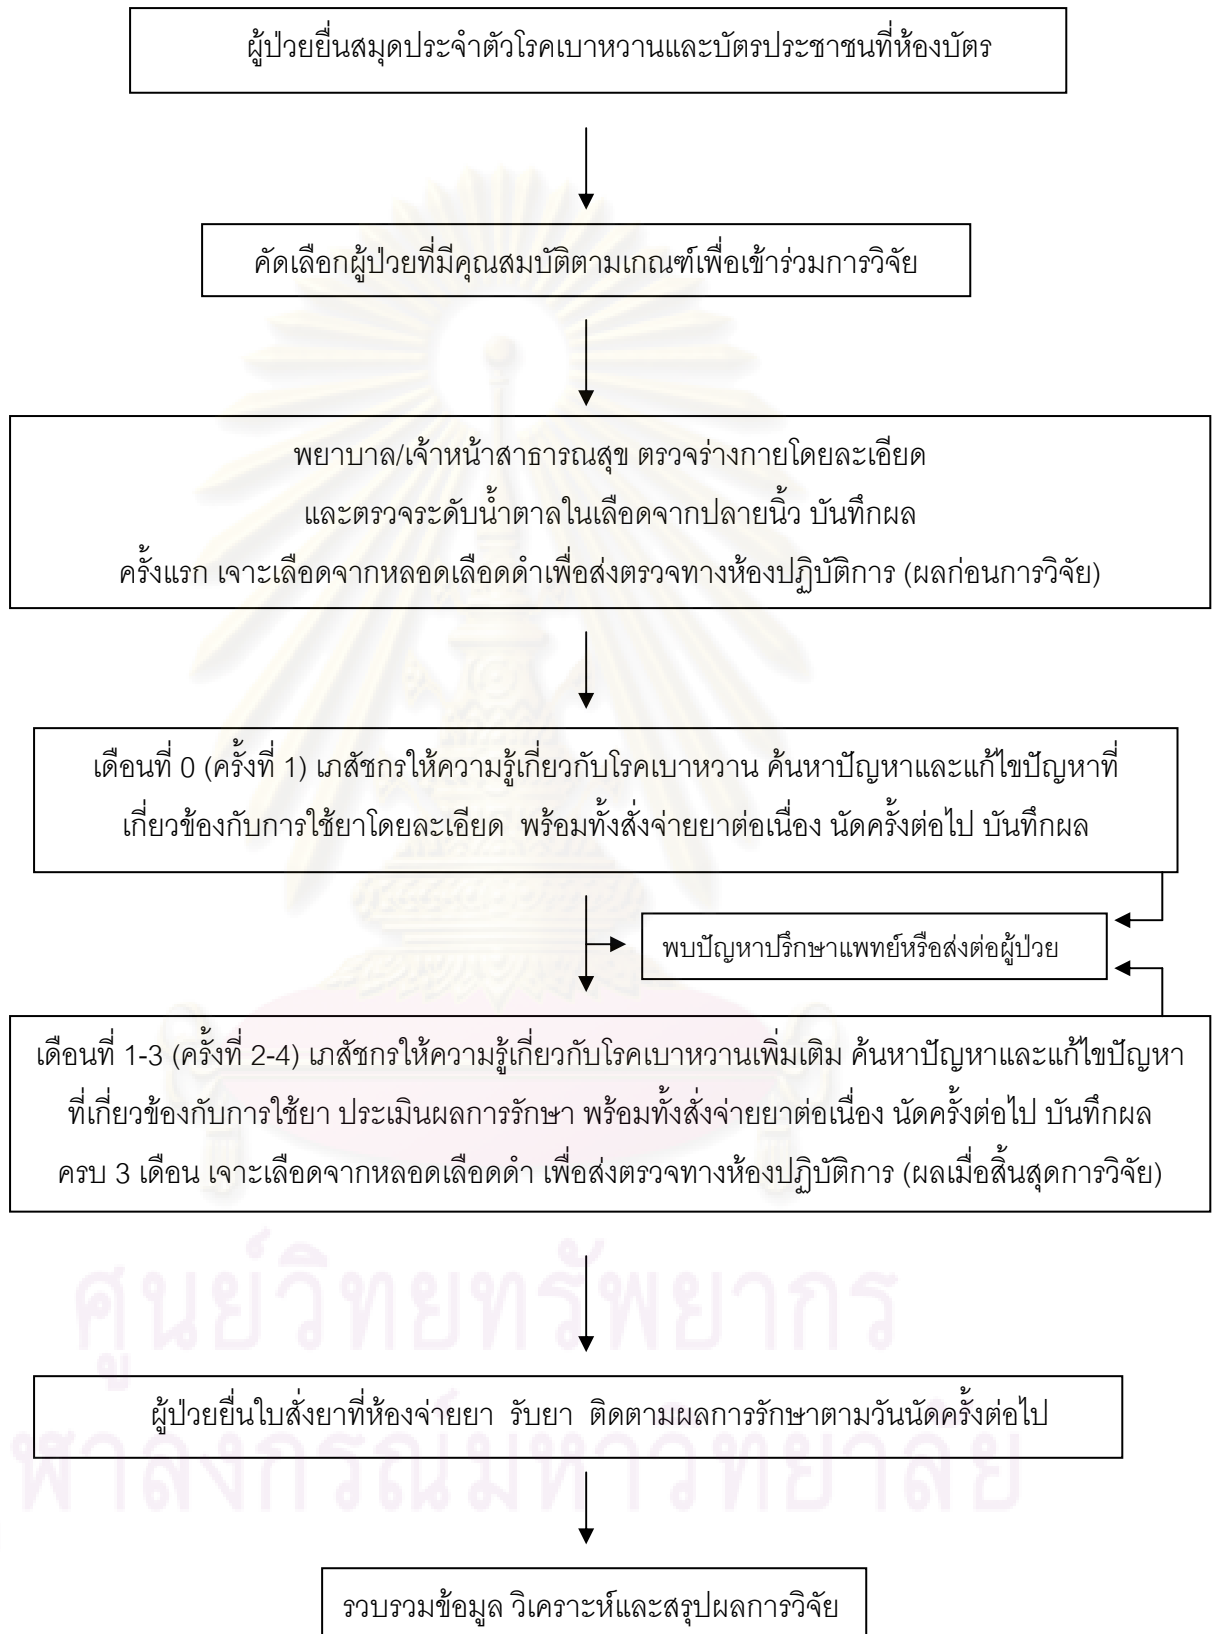 ผู้ป่วยยื่นสมุดประจำตัวโรคเบาหวานและบัตรประชาชนที่ห้องบัตร
คัดเลือกผู้ป่วยที่มีคุณสมบัติตามเกณฑ์เพื่อเข้าร่วมการวิจัย
พยาบาล/เจ้าหน้าสาธารณสุข ตรวจร่างกายโดยละเอียด
และตรวจระดับน้ำตาลในเลือดจากปลายนิ้ว บันทึกผล
ครั้งแรก เจาะเลือดจากหลอดเลือดดำเพื่อส่งตรวจทางห้องปฏิบัติการ (ผลก่อนการวิจัย)
เดือนที่ 0 (ครั้งที่ 1) เภสัชกรให้ความรู้เกี่ยวกับโรคเบาหวาน ค้นหาปัญหาและแก้ไขปัญหาที่
เกี่ยวข้องกับการใช้ยาโดยละเอียด พร้อมทั้งสั่งจ่ายยาต่อเนื่อง นัดครั้งต่อไป บันทึกผล
พบปัญหาปรึกษาแพทย์หรือส่งต่อผู้ป่วย
เดือนที่ 1-3 (ครั้งที่ 2-4) เภสัชกรให้ความรู้เกี่ยวกับโรคเบาหวานเพิ่มเติม ค้นหาปัญหาและแก้ไขปัญหา
ที่เกี่ยวข้องกับการใช้ยา ประเมินผลการรักษา พร้อมทั้งสั่งจ่ายยาต่อเนื่อง นัดครั้งต่อไป บันทึกผล
ครบ 3 เดือน เจาะเลือดจากหลอดเลือดดำ เพื่อส่งตรวจทางห้องปฏิบัติการ (ผลเมื่อสิ้นสุดการวิจัย)
ศูนย์วิทยทรัพยากร
ผู้ป่วยยื่นใบสั่งยาที่ห้องจ่ายยา รับยา ติดตามผลการรักษาตามวันนัดครั้งต่อไป
ฬาลงกรณ์มหาวิทยาลัย
รวบรวมข้อมูล วิเคราะห์และสรุปผลการวิจัย